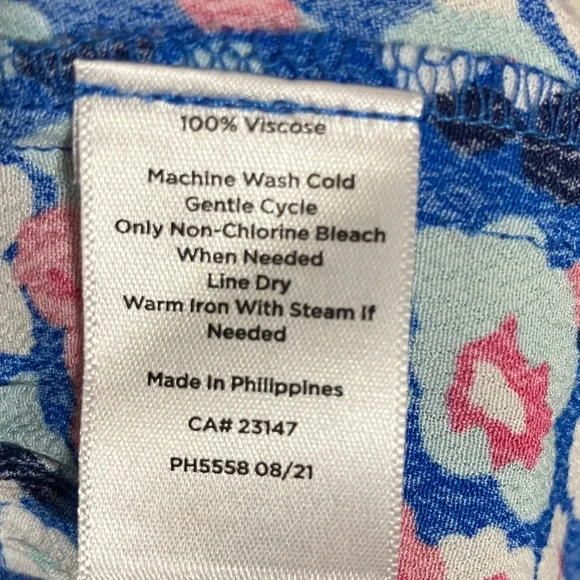 100% Viscose
Machine Wash Cold
Gentle Cycle
Only Non-Chlorine Bleach
When Needed
Line Dry
Warm Iron With Steam If
Needed
Made In Philippines
CA# 23147
PH5558 08/21